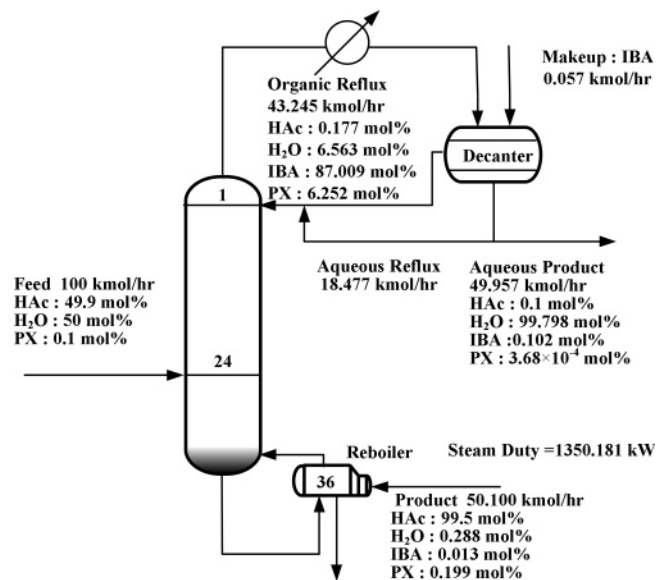 Makeup : IBA
0.057 kmol/hr
Organic Reflux
43.245 kmol/hr
HAc : 0.177 mol%
H₂O : 6.563 mol%
IBA : 87.009 mol%
PX : 6.252 mol%
Decanter
1
Aqueous Reflux
18.477 kmol/hr
Aqueous Product
49.957 kmol/hr
HAc : 0.1 mol%
H₂O : 99.798 mol%
IBA :0.102 mol%
PX : 3.68×10⁻⁴ mol%
Feed 100 kmol/hr
HAc : 49.9 mol%
H₂O : 50 mol%
PX : 0.1 mol%
24
Reboiler
Steam Duty =1350.181 kW
36
Product 50.100 kmol/hr
HAc : 99.5 mol%
H₂O : 0.288 mol%
IBA : 0.013 mol%
PX : 0.199 mol%